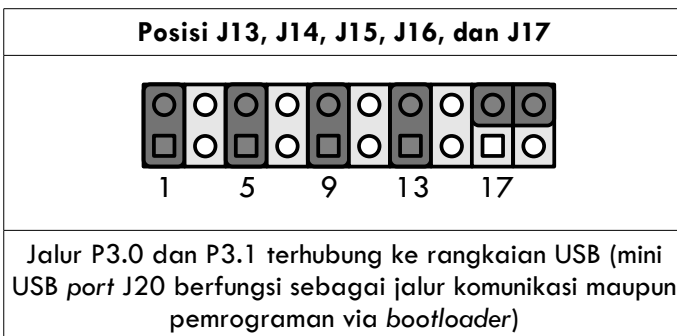 Posisi J13, J14, J15, J16, dan J17
1 5 9 13 17
Jalur P3.0 dan P3.1 terhubung ke rangkaian USB (mini
USB port J20 berfungsi sebagai jalur komunikasi maupun
pemrograman via bootloader)